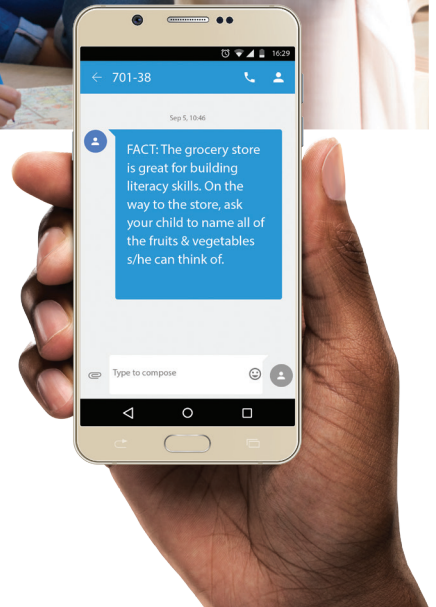 16:29
701-38
Sep 5, 10:46
FACT: The grocery store
is great for building
literacy skills. On the
way to the store, ask
your child to name all of
the fruits & vegetables
s/he can think of.
Type to compose